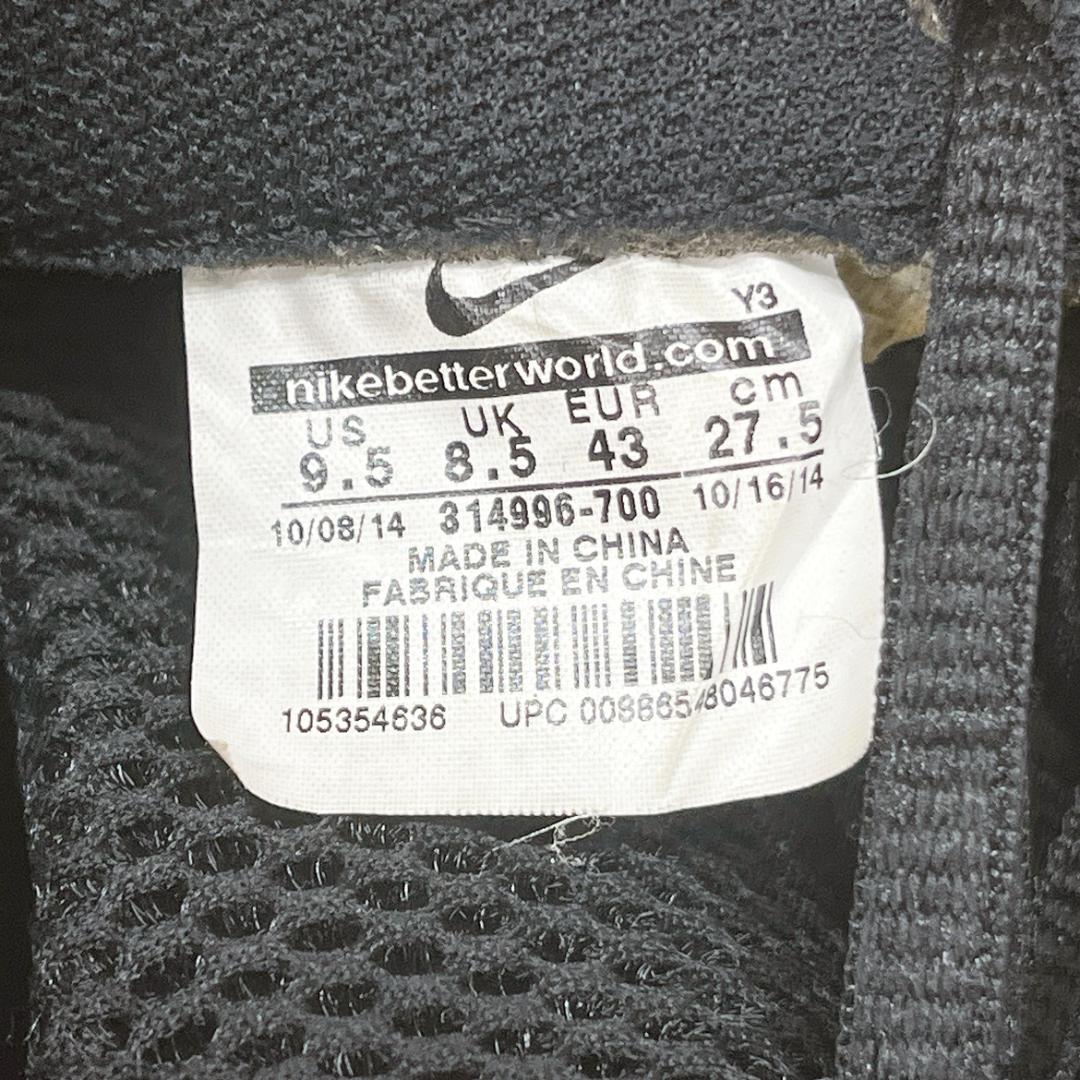 Y3
nikebetterworld.com
US UK EUR cm
9.5 8.5 43 27.5
10/08/14 314996-700 10/16/14
MADE IN CHINA
FABRIQUE EN CHINE
105354636 UPC 00886548046775